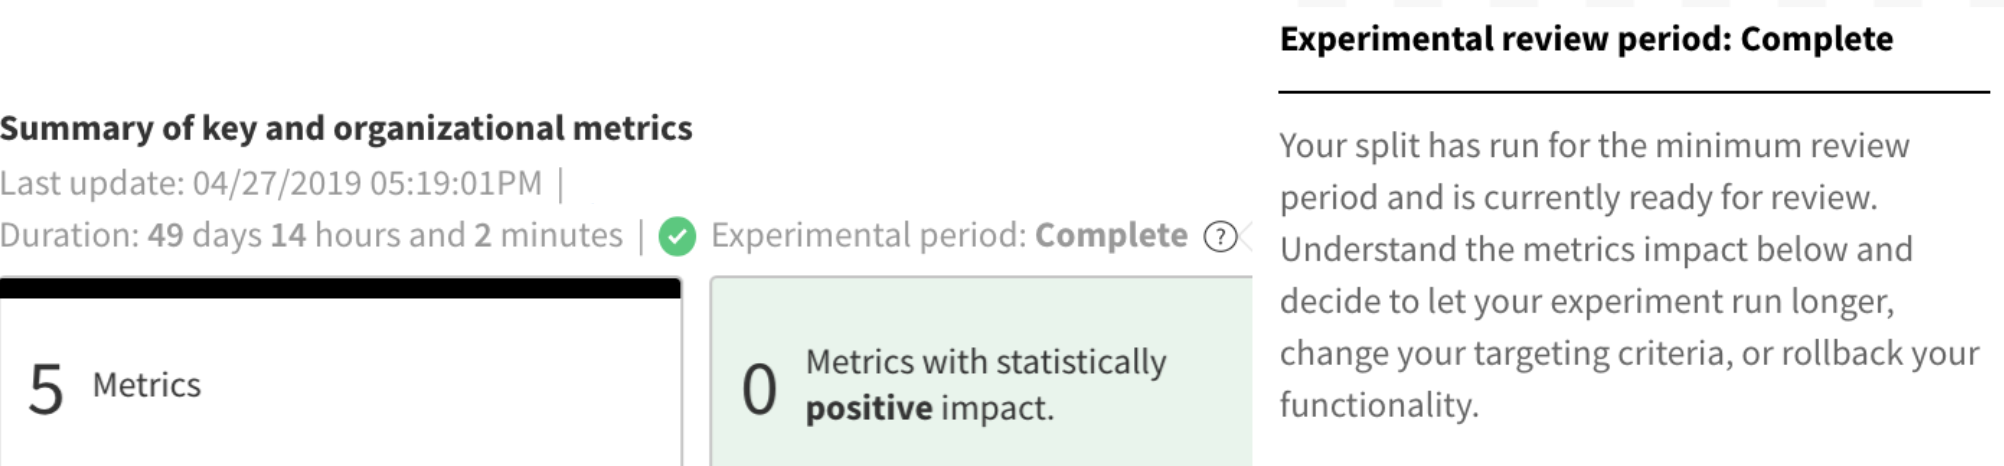 Summary of key and organizational metrics
Last update: 04/27/2019 05:19:01PM |
Duration: 49 days 14 hours and 2 minutes | Experimental period: Complete ?
5 Metrics
0 Metrics with statistically
positive impact.
Experimental review period: Complete
Your split has run for the minimum review
period and is currently ready for review.
Understand the metrics impact below and
decide to let your experiment run longer,
change your targeting criteria, or rollback your
functionality.